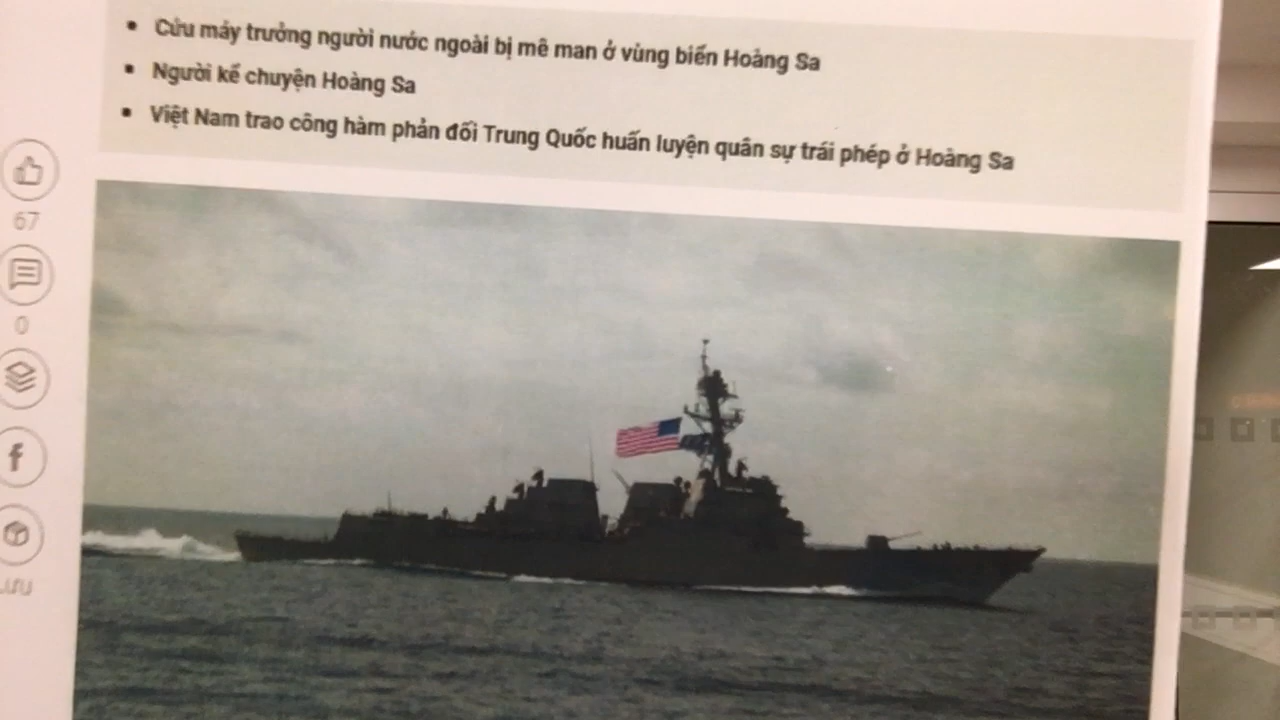 Cứu máy trưởng người nước ngoài bị mê man ở vùng biển Hoàng Sa
Người kể chuyện Hoàng Sa
Việt Nam trao công hàm phản đối Trung Quốc huấn luyện quân sự trái phép ở Hoàng Sa
67
0
Lưu